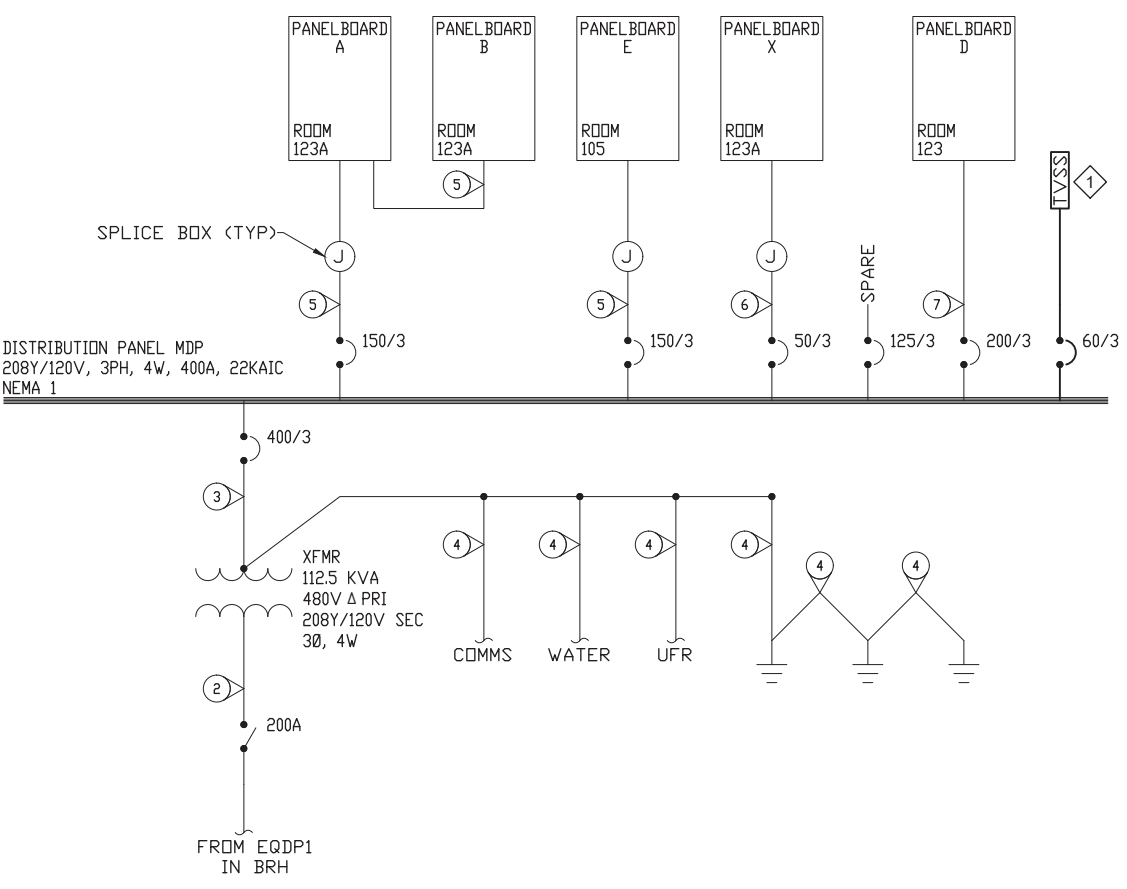 PANELBOARD
A
ROOM
123A
PANELBOARD
B
ROOM
123A
PANELBOARD
E
ROOM
105
PANELBOARD
X
ROOM
123A
PANELBOARD
D
ROOM
123
TVSS
1
5
SPLICE BOX (TYP)
J
J
J
SPARE
5
5
6
7
150/3
150/3
50/3
125/3
200/3
60/3
DISTRIBUTION PANEL MDP
208Y/120V, 3PH, 4W, 400A, 22KAIC
NEMA 1
400/3
3
4
4
4
4
4
4
XFMR
112.5 KVA
480V Δ PRI
208Y/120V SEC
3Ø, 4W
COMMS
WATER
UFR
2
200A
FROM EQDP1
IN BRH